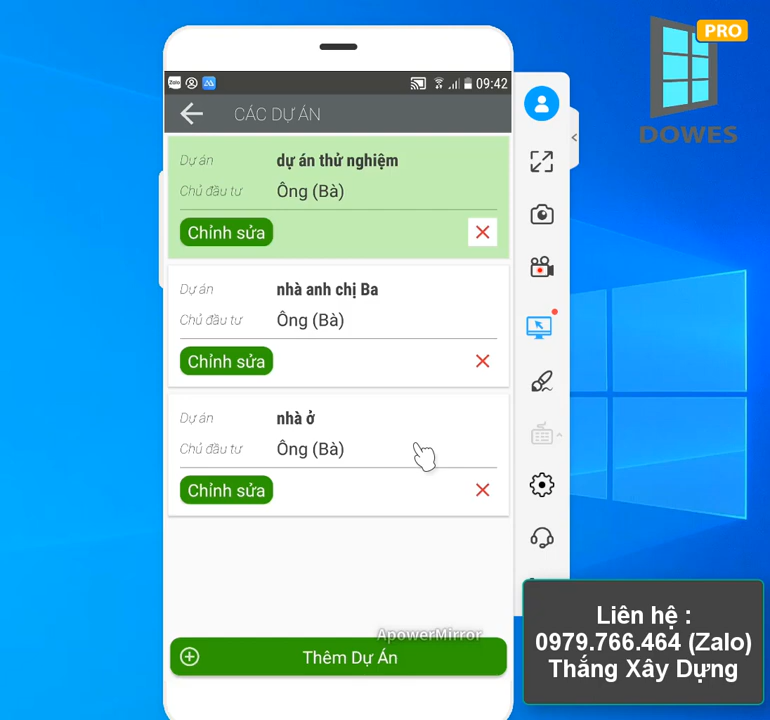 PRO
DOWES
Zalo
09:42
CÁC DỰ ÁN
Dự án dự án thử nghiệm
Chủ đầu tư Ông (Bà)
Chỉnh sửa
Dự án nhà anh chị Ba
Chủ đầu tư Ông (Bà)
Chỉnh sửa
Dự án nhà ở
Chủ đầu tư Ông (Bà)
Chỉnh sửa
ApowerMirror
Thêm Dự Án
Liên hệ :
0979.766.464 (Zalo)
Thắng Xây Dựng